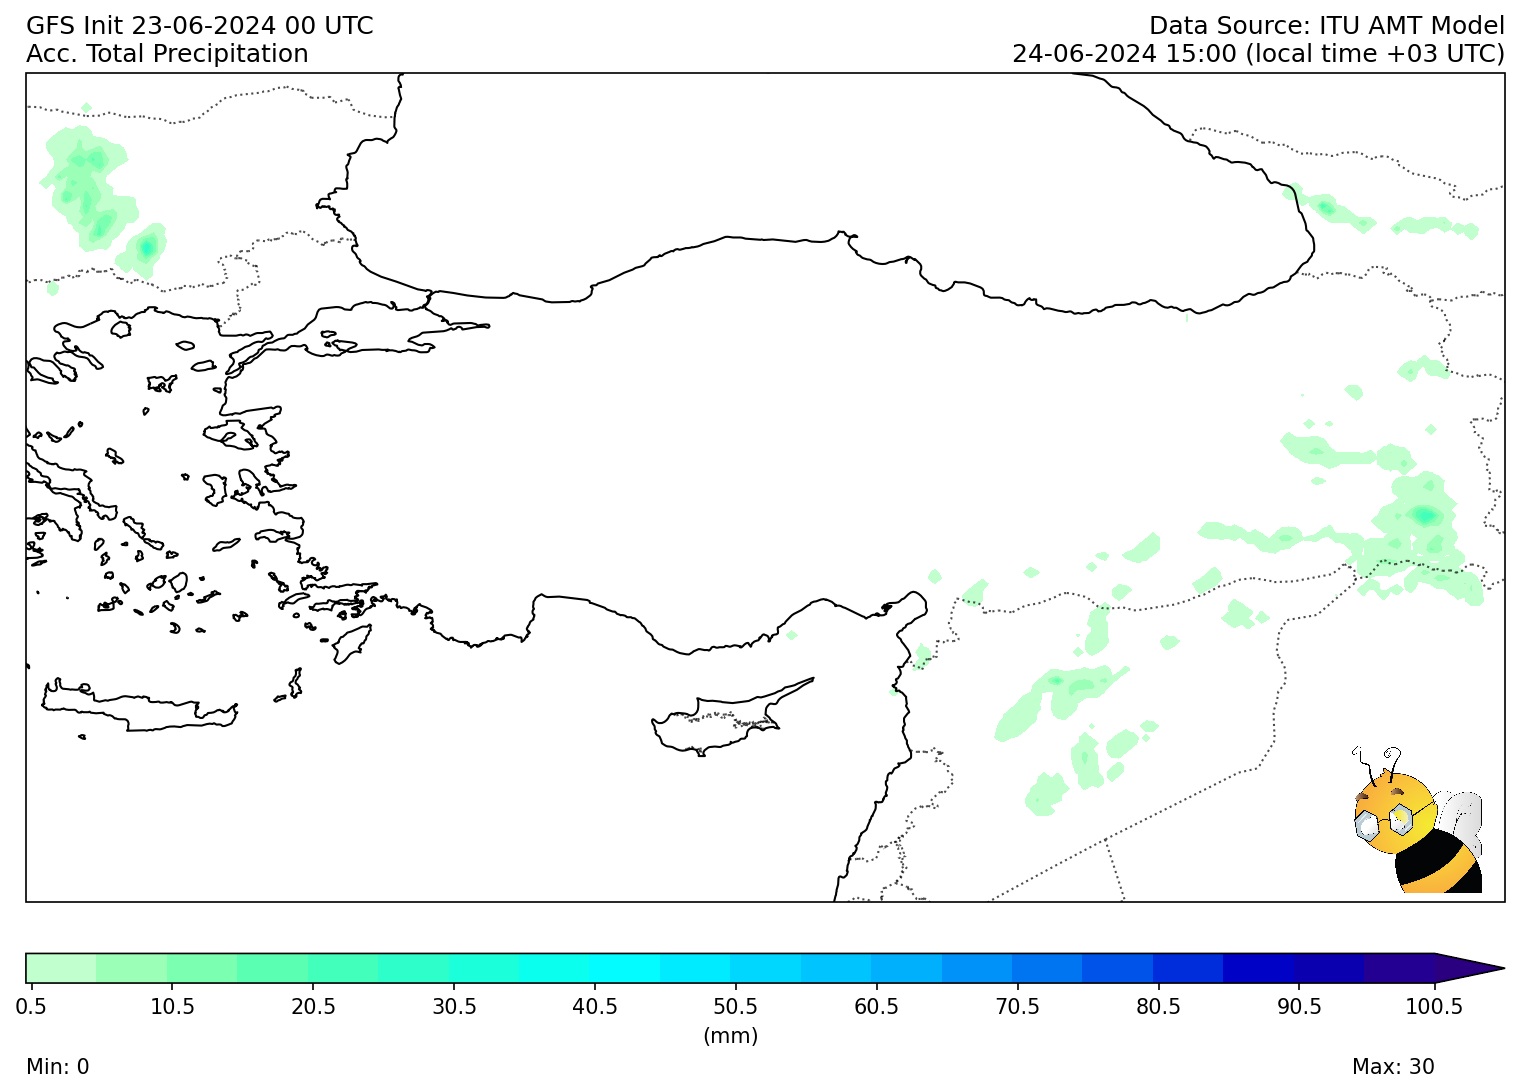 GFS Init 23-06-2024 00 UTC
Data Source: ITU AMT Model
Acc. Total Precipitation
24-06-2024 15:00 (local time +03 UTC)
0.5 10.5 20.5 30.5 40.5 50.5 60.5 70.5 80.5 90.5 100.5
(mm)
Min: 0
Max: 30